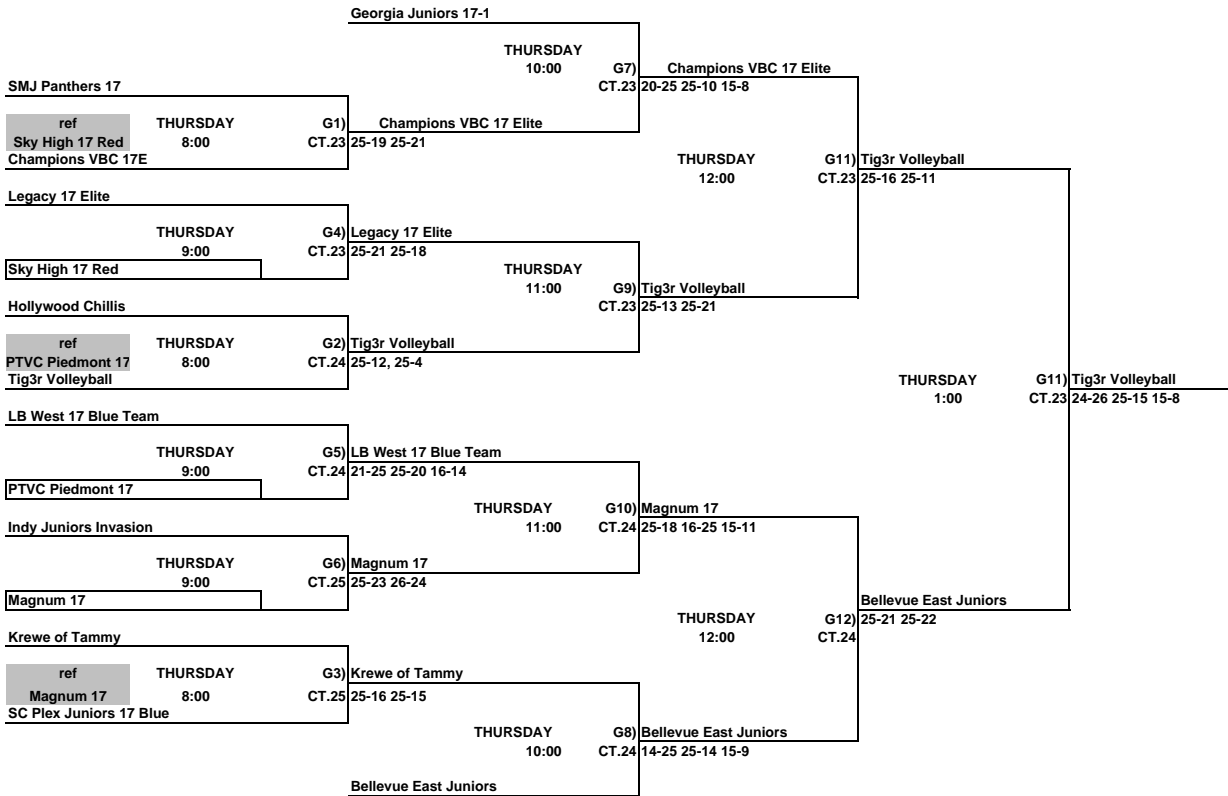 Georgia Juniors 17-1
THURSDAY
10:00 G7) Champions VBC 17 Elite
SMJ Panthers 17
CT.23 20-25 25-10 15-8
ref THURSDAY G1) Champions VBC 17 Elite
Sky High 17 Red 8:00 CT.23 25-19 25-21
Champions VBC 17E
THURSDAY G11) Tig3r Volleyball
12:00 CT.23 25-16 25-11
Legacy 17 Elite
THURSDAY G4) Legacy 17 Elite
9:00 CT.23 25-21 25-18
Sky High 17 Red
THURSDAY
11:00 G9) Tig3r Volleyball
CT.23 25-13 25-21
Hollywood Chillis
ref THURSDAY G2) Tig3r Volleyball
PTVC Piedmont 17 8:00 CT.24 25-12, 25-4
Tig3r Volleyball
THURSDAY G11) Tig3r Volleyball
1:00 CT.23 24-26 25-15 15-8
LB West 17 Blue Team
THURSDAY G5) LB West 17 Blue Team
9:00 CT.24 21-25 25-20 16-14
PTVC Piedmont 17
THURSDAY G10) Magnum 17
11:00 CT.24 25-18 16-25 15-11
Indy Juniors Invasion
THURSDAY G6) Magnum 17
9:00 CT.25 25-23 26-24
Magnum 17
Bellevue East Juniors
THURSDAY G12) 25-21 25-22
12:00 CT.24
Krewe of Tammy
ref THURSDAY G3) Krewe of Tammy
Magnum 17 8:00 CT.25 25-16 25-15
SC Plex Juniors 17 Blue
THURSDAY G8) Bellevue East Juniors
10:00 CT.24 14-25 25-14 15-9
Bellevue East Juniors